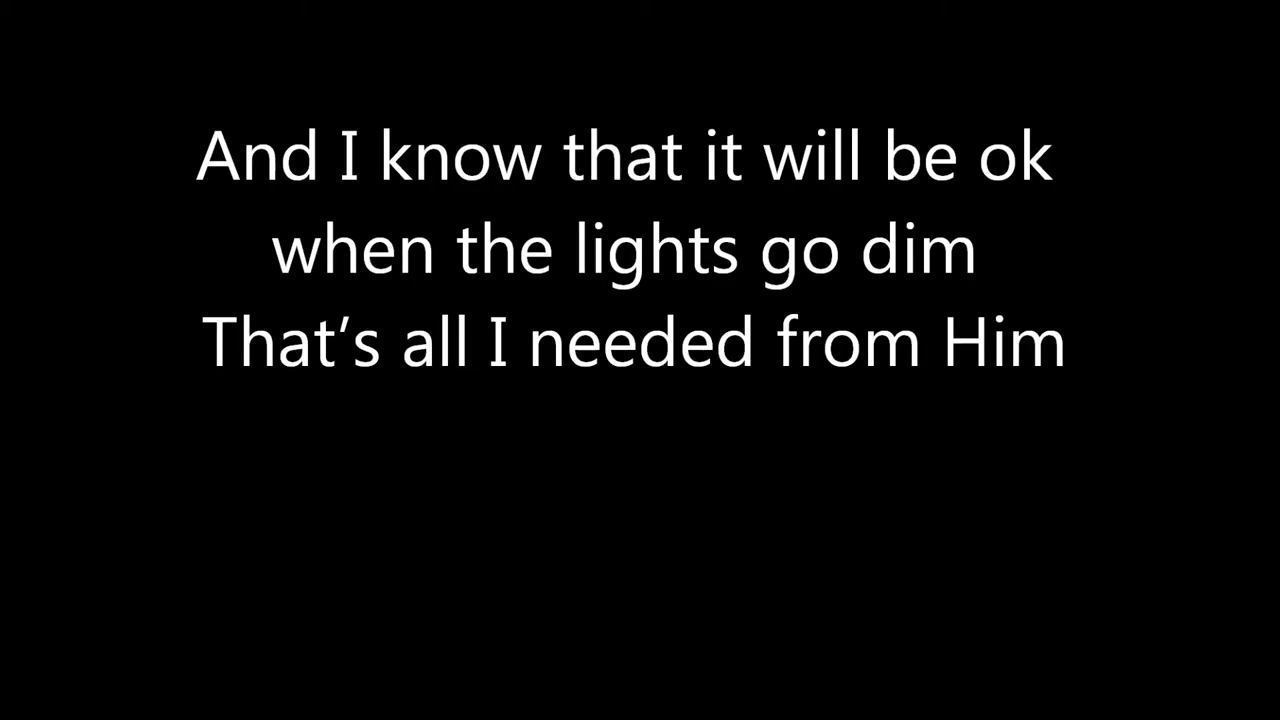 And I know that it will be ok
when the lights go dim
That’s all I needed from Him